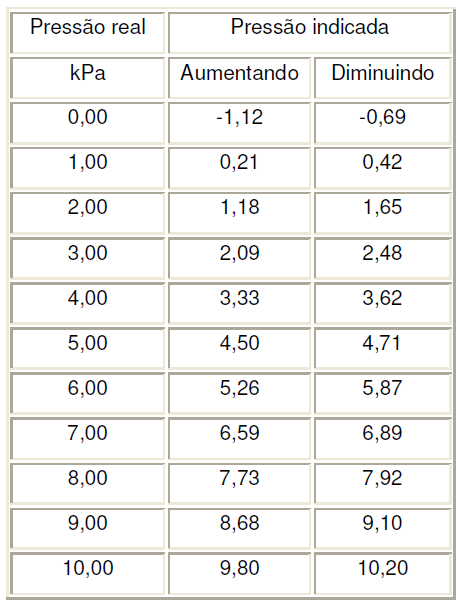 Pressão real Pressão indicada
kPa Aumentando Diminuindo
0,00 -1,12 -0,69
1,00 0,21 0,42
2,00 1,18 1,65
3,00 2,09 2,48
4,00 3,33 3,62
5,00 4,50 4,71
6,00 5,26 5,87
7,00 6,59 6,89
8,00 7,73 7,92
9,00 8,68 9,10
10,00 9,80 10,20